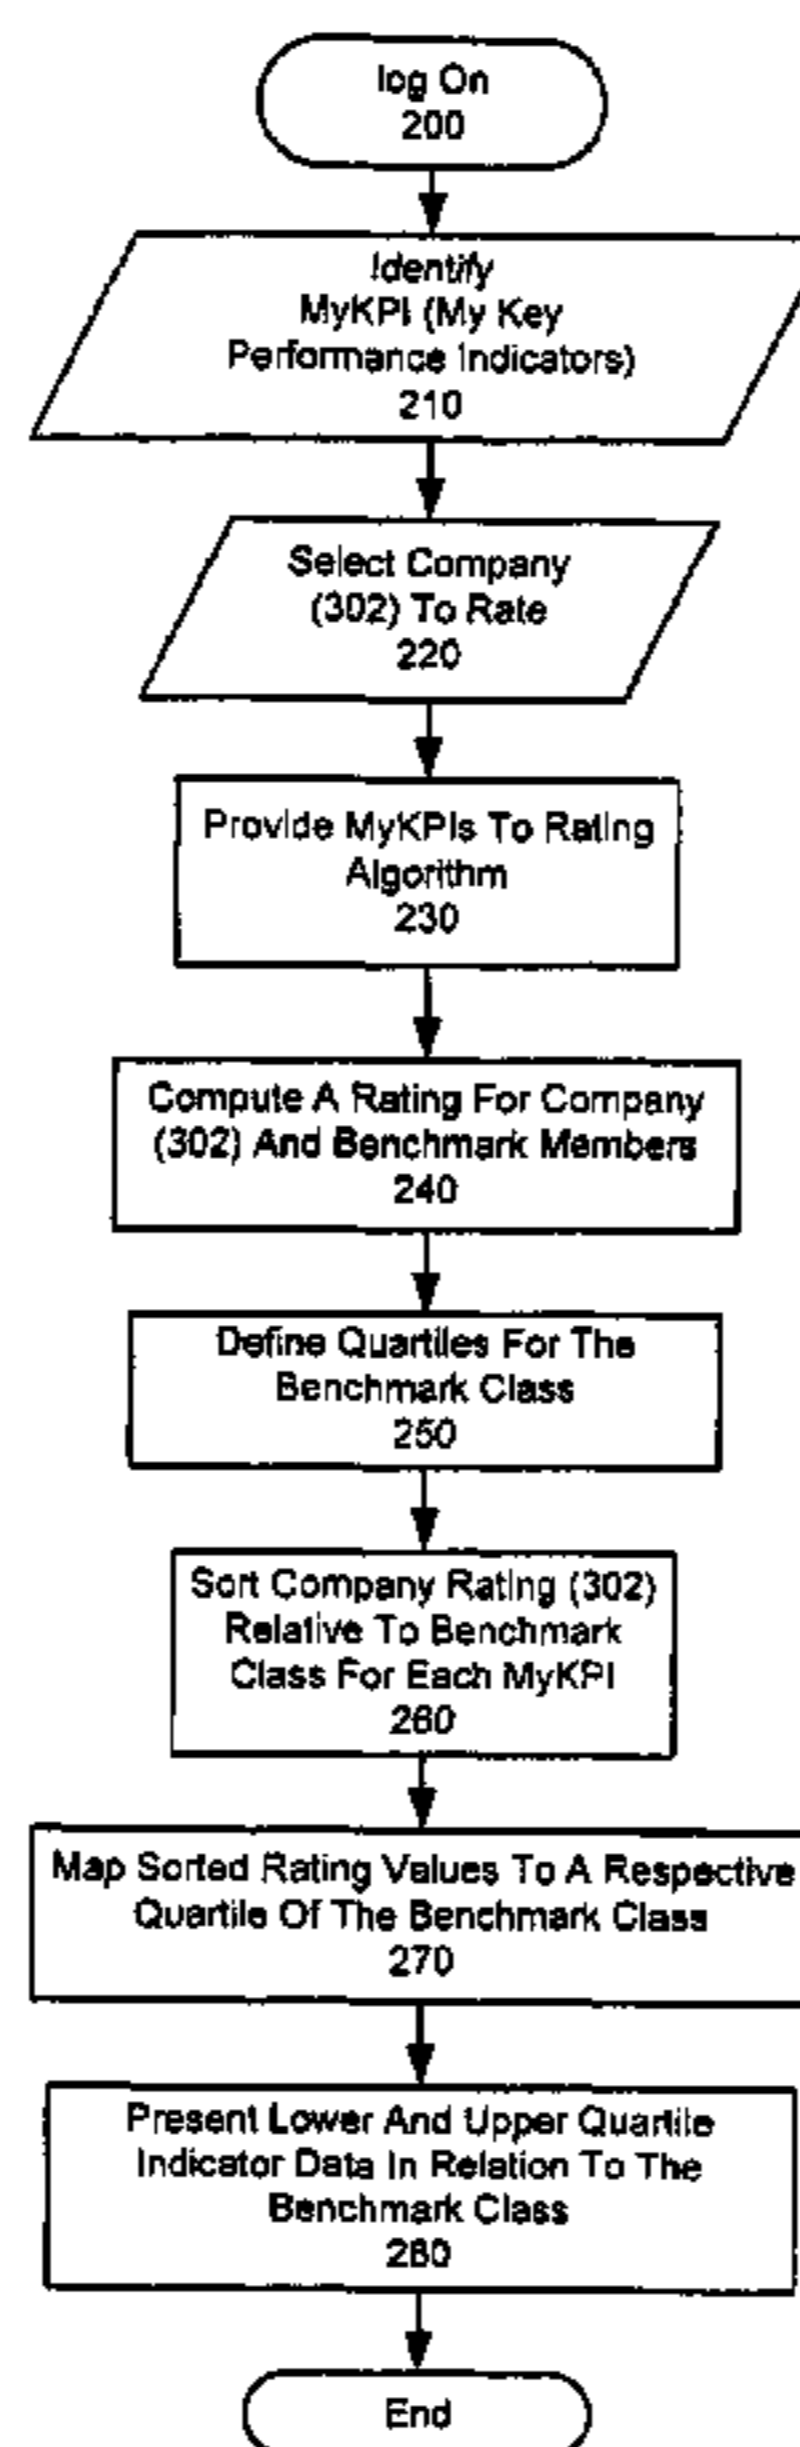 log On
200
Identify
MyKPI (My Key
Performance Indicators)
210
Select Company
(302) To Rate
220
Provide MyKPIs To Rating
Algorithm
230
Compute A Rating For Company
(302) And Benchmark Members
240
Define Quartiles For The
Benchmark Class
250
Sort Company Rating (302)
Relative To Benchmark
Class For Each MyKPI
260
Map Sorted Rating Values To A Respective
Quartile Of The Benchmark Class
270
Present Lower And Upper Quartile
Indicator Data In Relation To The
Benchmark Class
280
End